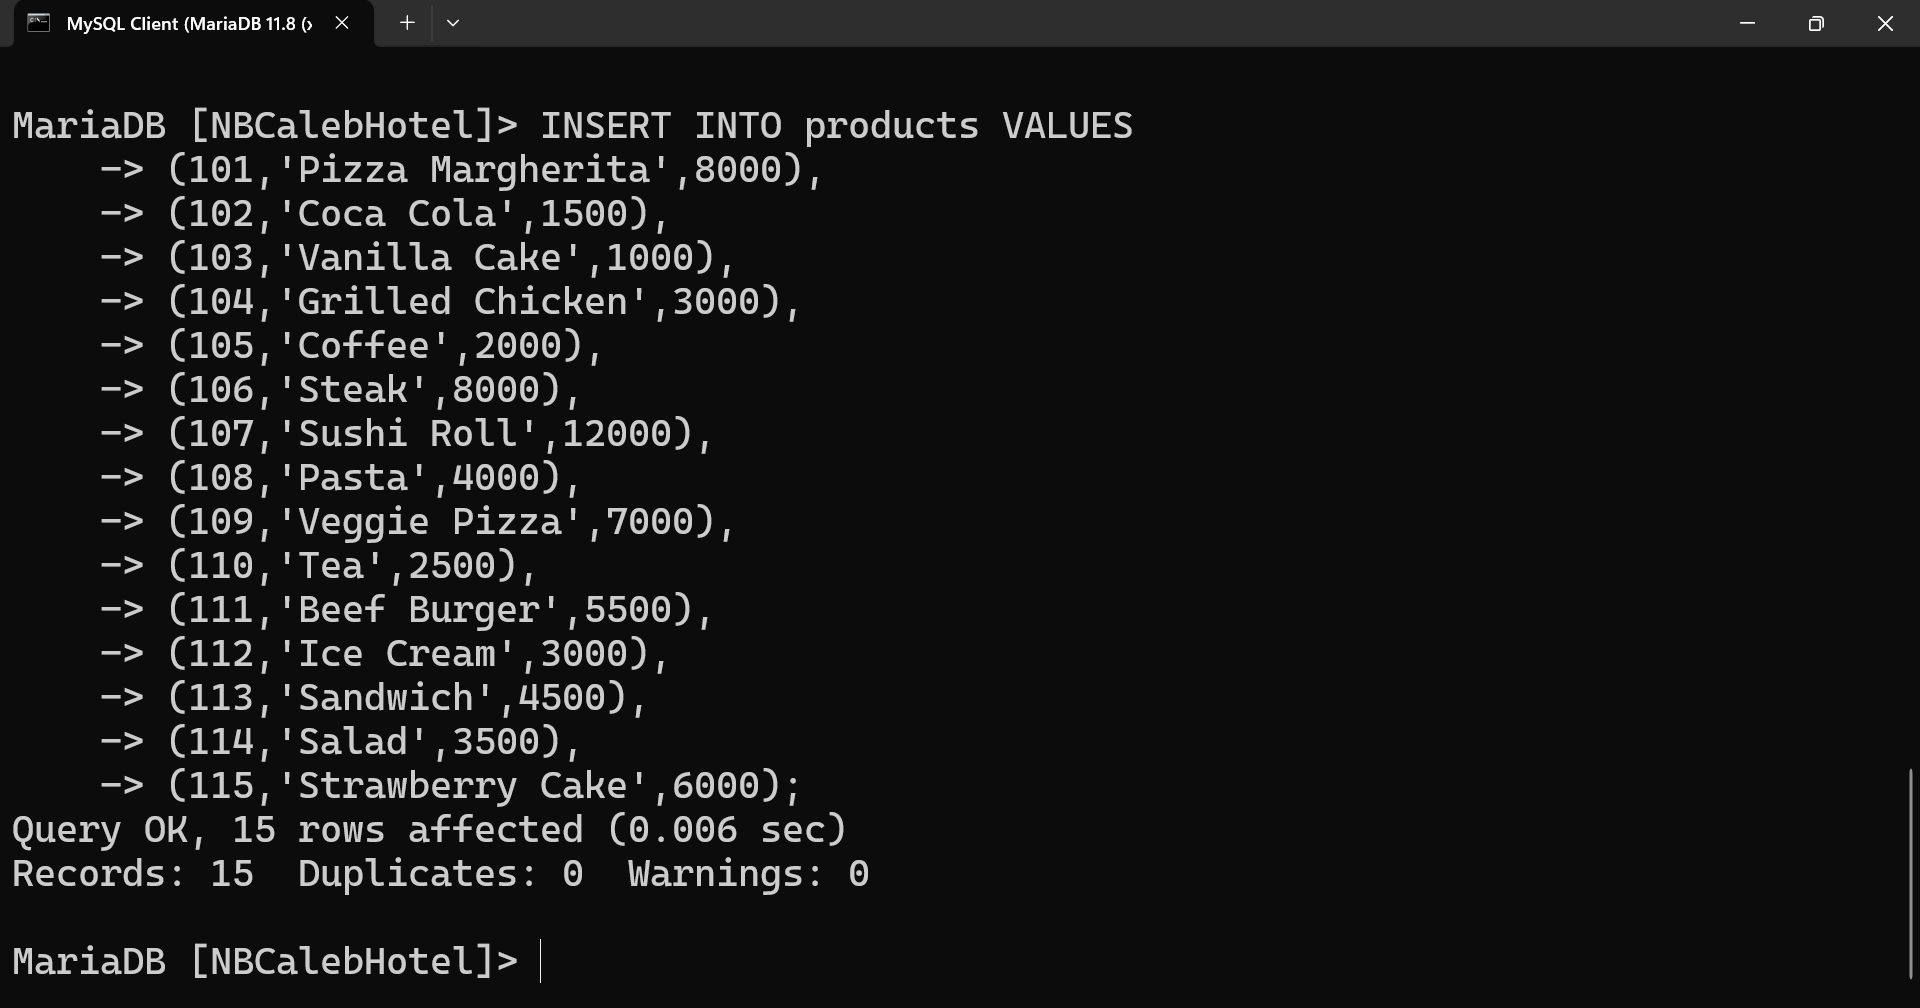 MySQL Client (MariaDB 11.8 (x
MariaDB [NBCalebHotel]> INSERT INTO products VALUES
    -> (101,'Pizza Margherita',8000),
    -> (102,'Coca Cola',1500),
    -> (103,'Vanilla Cake',1000),
    -> (104,'Grilled Chicken',3000),
    -> (105,'Coffee',2000),
    -> (106,'Steak',8000),
    -> (107,'Sushi Roll',12000),
    -> (108,'Pasta',4000),
    -> (109,'Veggie Pizza',7000),
    -> (110,'Tea',2500),
    -> (111,'Beef Burger',5500),
    -> (112,'Ice Cream',3000),
    -> (113,'Sandwich',4500),
    -> (114,'Salad',3500),
    -> (115,'Strawberry Cake',6000);
Query OK, 15 rows affected (0.006 sec)
Records: 15  Duplicates: 0  Warnings: 0
MariaDB [NBCalebHotel]>